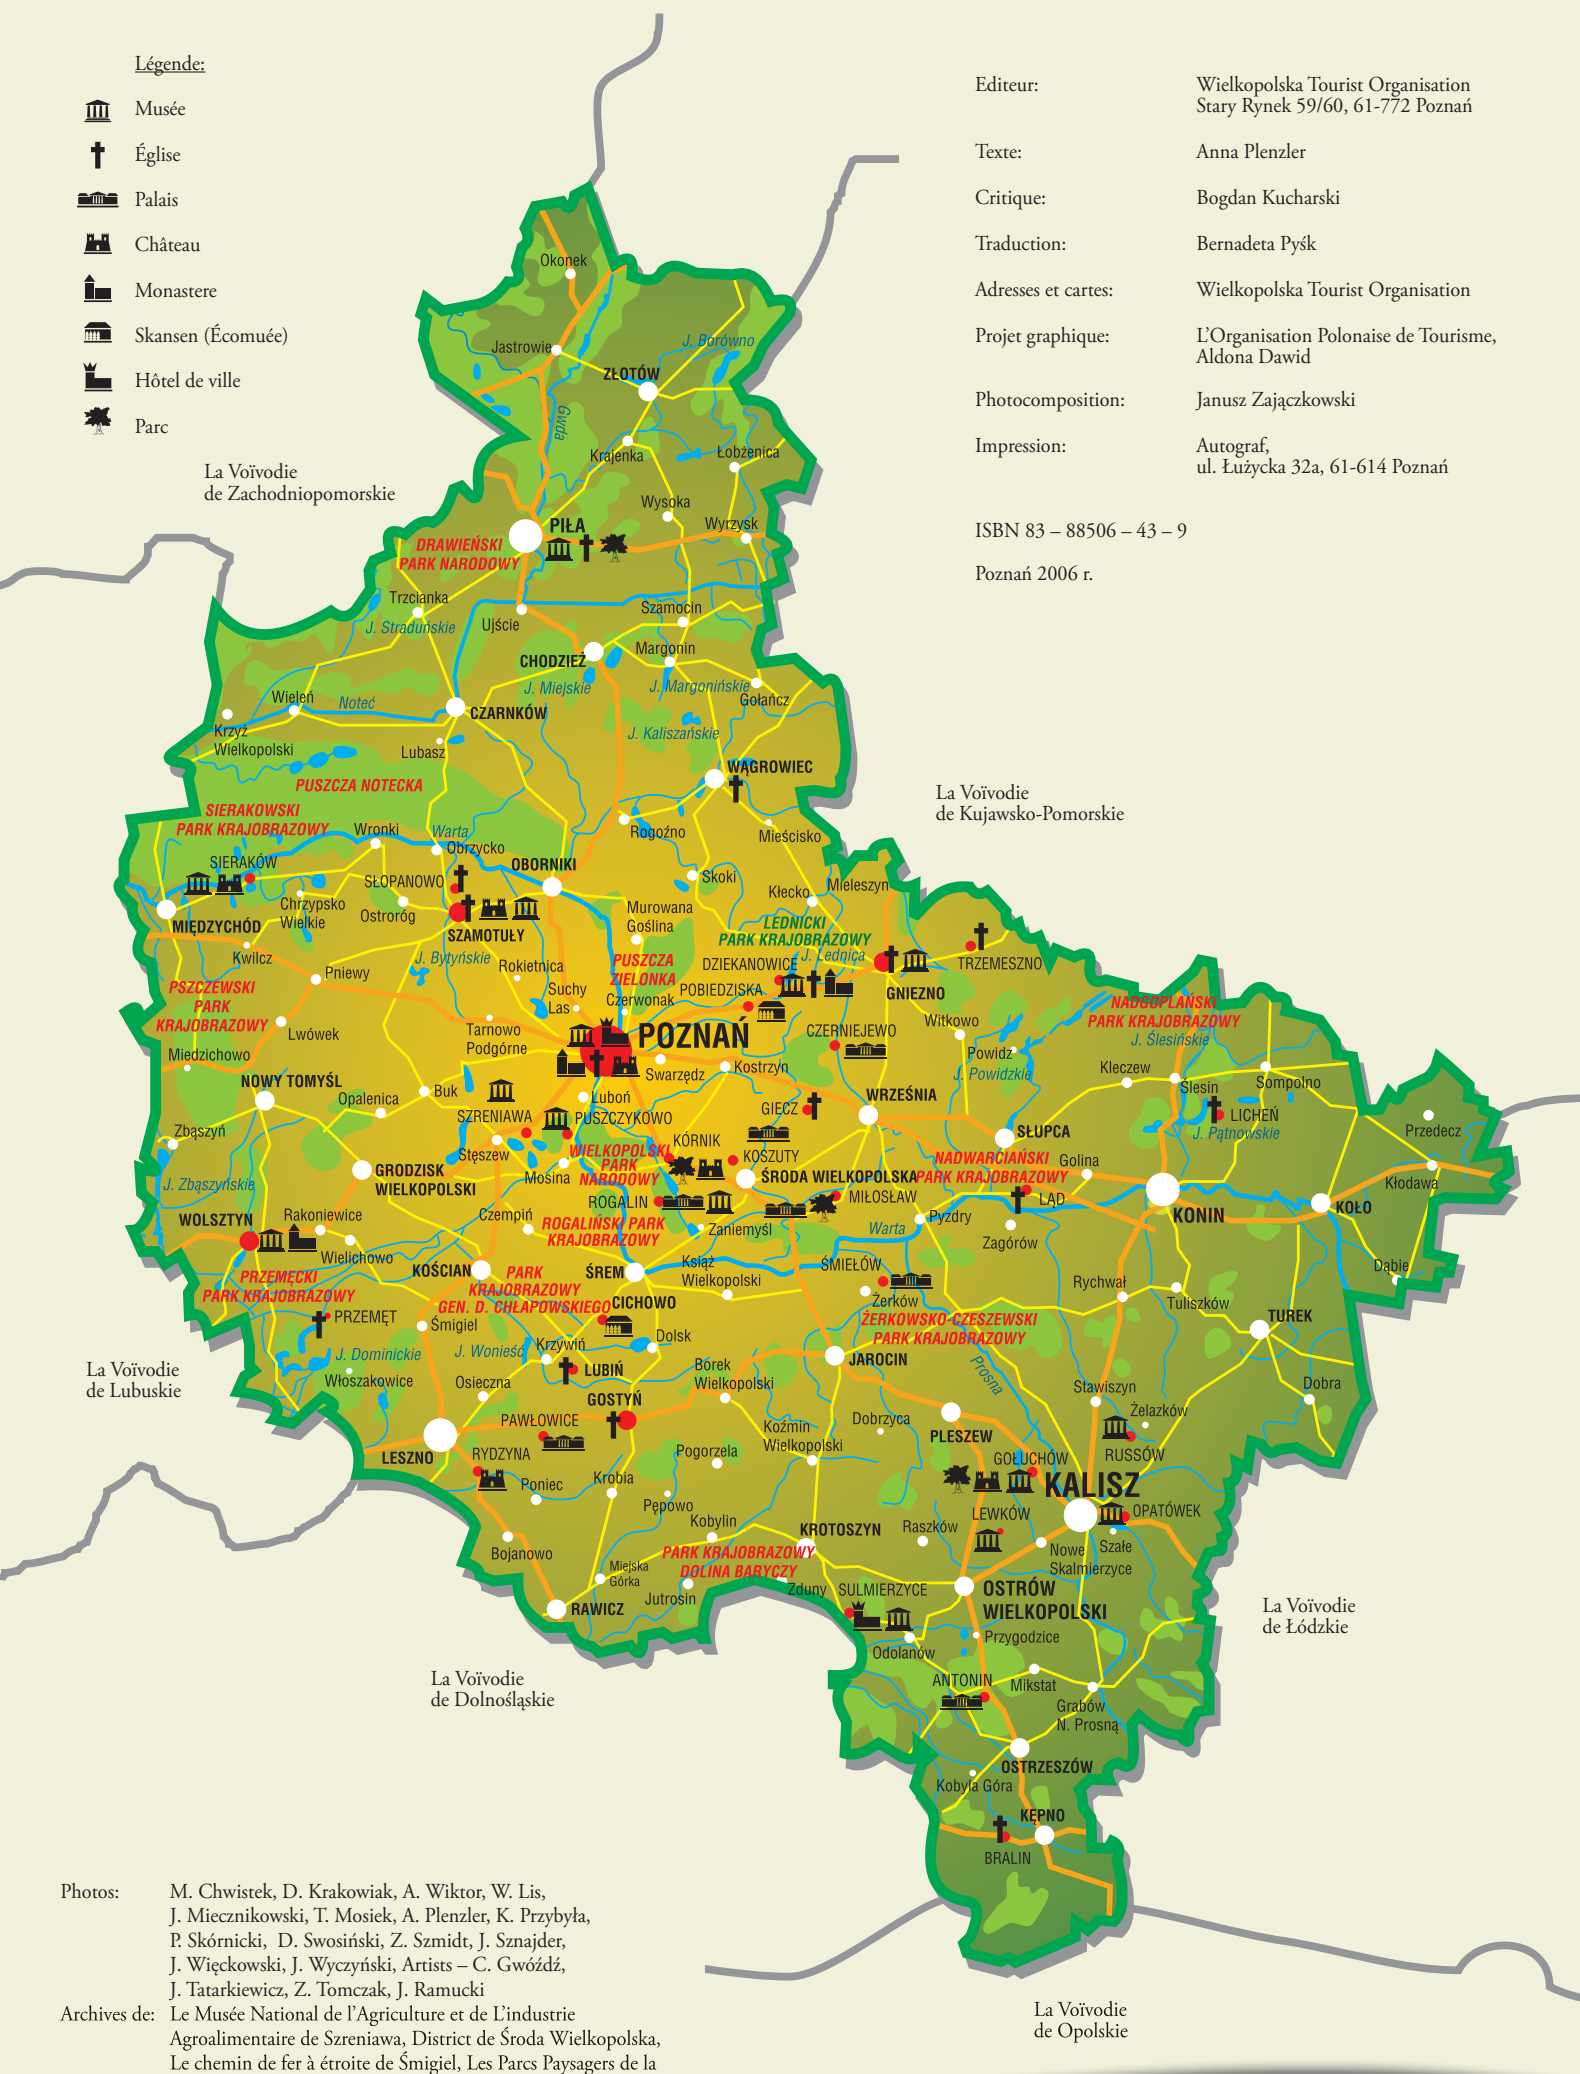 Légende:
Musée
Église
Palais
Château
Monastere
Skansen (Écomuée)
Hôtel de ville
Parc
Editeur:
Wielkopolska Tourist Organisation
Stary Rynek 59/60, 61-772 Poznań
Texte:
Anna Plenzler
Critique:
Bogdan Kucharski
Traduction:
Bernadeta Pyśk
Adresses et cartes:
Wielkopolska Tourist Organisation
Projet graphique:
L'Organisation Polonaise de Tourisme,
Aldona Dawid
Photocomposition:
Janusz Zajączkowski
Impression:
Autograf,
ul. Łużycka 32a, 61-614 Poznań
ISBN 83 – 88506 – 43 – 9
Poznań 2006 r.
La Voïvodie
de Zachodniopomorskie
Okonek
Jastrowie
J. Borówno
ZŁOTÓW
Gwda
Krajenka
Łobżenica
Wysoka
Wyrzysk
PIŁA
DRAWIEŃSKI
PARK NARODOWY
Trzcianka
J. Straduńskie
Ujście
Szamocin
CHODZIEŻ
Margonin
J. Miejskie
J. Margonińskie
Gołańcz
Wieleń
Noteć
CZARNKÓW
Krzyż
Wielkopolski
Lubasz
J. Kaliszańskie
WĄGROWIEC
PUSZCZA NOTECKA
La Voïvodie
de Kujawsko-Pomorskie
SIERAKOWSKI
PARK KRAJOBRAZOWY
Wronki
Warta
Obrzycko
Rogoźno
Mieścisko
SIERAKÓW
SŁOPANOWO
OBORNIKI
Skoki
Kłecko
Mieleszyn
Chrzypsko
Wielkie
Ostroróg
MIĘDZYCHÓD
SZAMOTUŁY
Murowana
Goślina
LEDNICKI
PARK KRAJOBRAZOWY
J. Lednica
TRZEMESZNO
Kwilcz
J. Bytyńskie
Rokietnica
PUSZCZA
ZIELONKA
DZIEKANOWICE
POBIEDZISKA
GNIEZNO
Pniewy
PSZCZEWSKI
PARK
KRAJOBRAZOWY
Suchy
Las
Czerwonak
NADGOPLAŃSKI
PARK KRAJOBRAZOWY
J. Ślesińskie
Lwówek
Tarnowo
Podgórne
POZNAŃ
CZERNIEJEWO
Witkowo
Powidz
J. Powidzkie
Miedzichowo
Swarzędz
Kostrzyn
Kleczew
Ślesin
Sompolno
NOWY TOMYŚL
Opalenica
Buk
Luboń
WRZEŚNIA
SZRENIAWA
PUSZCZYKOWO
GIECZ
LICHEŃ
J. Pątnowskie
Przedecz
Zbąszyń
SŁUPCA
Stęszew
WIELKOPOLSKI
PARK
NARODOWY
KÓRNIK
KOSZUTY
NADWARCIAŃSKI
PARK KRAJOBRAZOWY
Golina
GRODZISK
WIELKOPOLSKI
Mosina
ŚRODA WIELKOPOLSKA
Kłodawa
J. Zbąszyńskie
ROGALIN
MIŁOSŁAW
LĄD
KONIN
KOŁO
WOLSZTYN
Rakoniewice
Czempiń
ROGALIŃSKI PARK
KRAJOBRAZOWY
Zaniemyśl
Warta
Pyzdry
Zagórów
Wielichowo
KOŚCIAN
PARK
KRAJOBRAZOWY
GEN. D. CHŁAPOWSKIEGO
ŚREM
Książ
Wielkopolski
ŚMIEŁÓW
Dąbie
PRZEMĘCKI
PARK KRAJOBRAZOWY
Żerków
Rychwał
Tuliszków
CICHOWO
PRZEMĘT
Śmigiel
ŻERKOWSKO-CZESZEWSKI
PARK KRAJOBRAZOWY
TUREK
Krzywiń
Dolsk
La Voïvodie
de Lubuskie
J. Dominickie
J. Wonieść
LUBIŃ
JAROCIN
Prosna
Włoszakowice
Osieczna
Borek
Wielkopolski
Stawiszyn
Dobra
GOSTYŃ
PAWŁOWICE
Koźmin
Wielkopolski
Dobrzyca
PLESZEW
Żelazków
RUSSÓW
LESZNO
RYDZYNA
Pogorzela
GOŁUCHÓW
KALISZ
Poniec
Krobia
Pępowo
LEWKÓW
OPATÓWEK
Kobylin
KROTOSZYN
Raszków
Szałe
Bojanowo
Nowe
Skalmierzyce
PARK KRAJOBRAZOWY
DOLINA BARYCZY
Miejska
Górka
Jutrosin
Zduny
SULMIERZYCE
OSTRÓW
WIELKOPOLSKI
RAWICZ
La Voïvodie
de Łódzkie
Przygodzice
Odolanów
ANTONIN
Mikstat
La Voïvodie
de Dolnośląskie
Grabów
N. Prosną
OSTRZESZÓW
Kobyla Góra
KĘPNO
BRALIN
Photos:
M. Chwistek, D. Krakowiak, A. Wiktor, W. Lis,
J. Miecznikowski, T. Mosiek, A. Plenzler, K. Przybyła,
P. Skórnicki, D. Swosiński, Z. Szmidt, J. Sznajder,
J. Więckowski, J. Wyczyński, Artists – C. Gwóźdź,
J. Tatarkiewicz, Z. Tomczak, J. Ramucki
Archives de:
Le Musée National de l'Agriculture et de L'industrie
Agroalimentaire de Szreniawa, District de Środa Wielkopolska,
Le chemin de fer à étroite de Śmigiel, Les Parcs Paysagers de la
La Voïvodie
de Opolskie